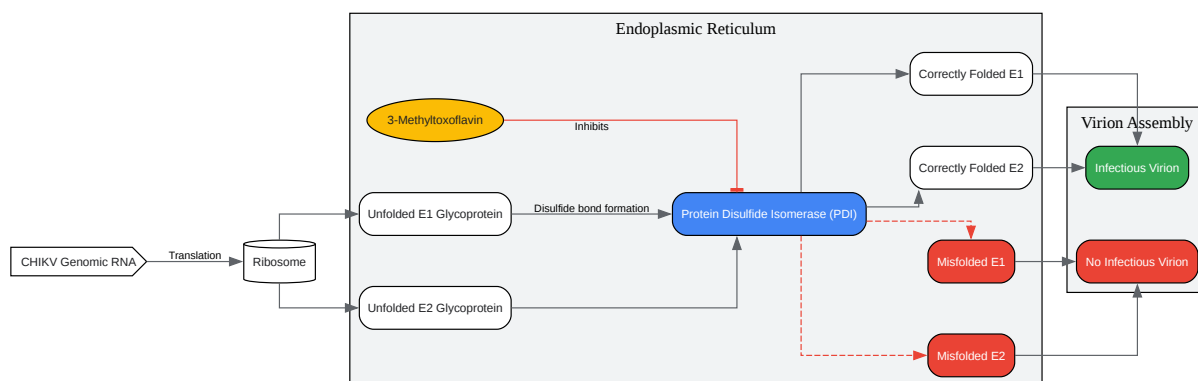 Endoplasmic Reticulum
Correctly Folded E1
3-Methyltoxoflavin
Inhibits
Virion Assembly
Correctly Folded E2
Infectious Virion
Unfolded E1 Glycoprotein
Disulfide bond formation
Protein Disulfide Isomerase (PDI)
CHIKV Genomic RNA
Translation
Ribosome
Misfolded E1
No Infectious Virion
Unfolded E2 Glycoprotein
Misfolded E2